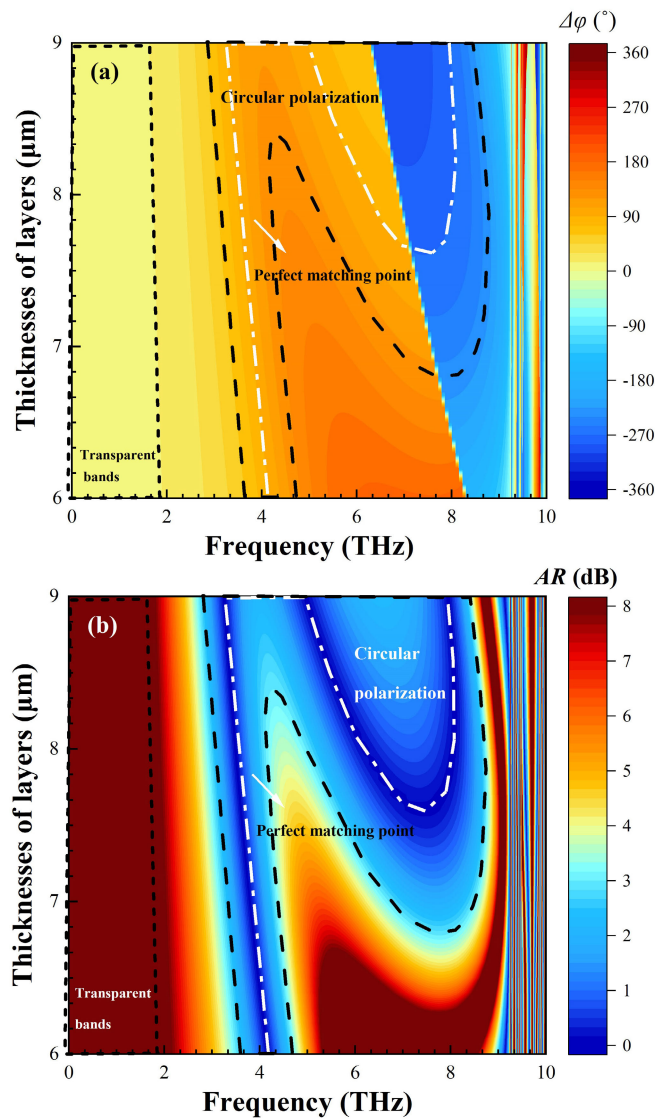 Δφ (°)
9
(a)
Circular polarization
360
270
180
8
90
Thicknesses of layers (μm)
Perfect matching point
0
-90
7
-180
Transparent
bands
-270
6
-360
0
2
4
6
8
10
Frequency (THz)
AR (dB)
9
(b)
8
Circular
polarization
7
6
8
5
Thicknesses of layers (μm)
4
Perfect matching point
3
7
2
Transparent
bands
1
6
0
0
2
4
6
8
10
Frequency (THz)